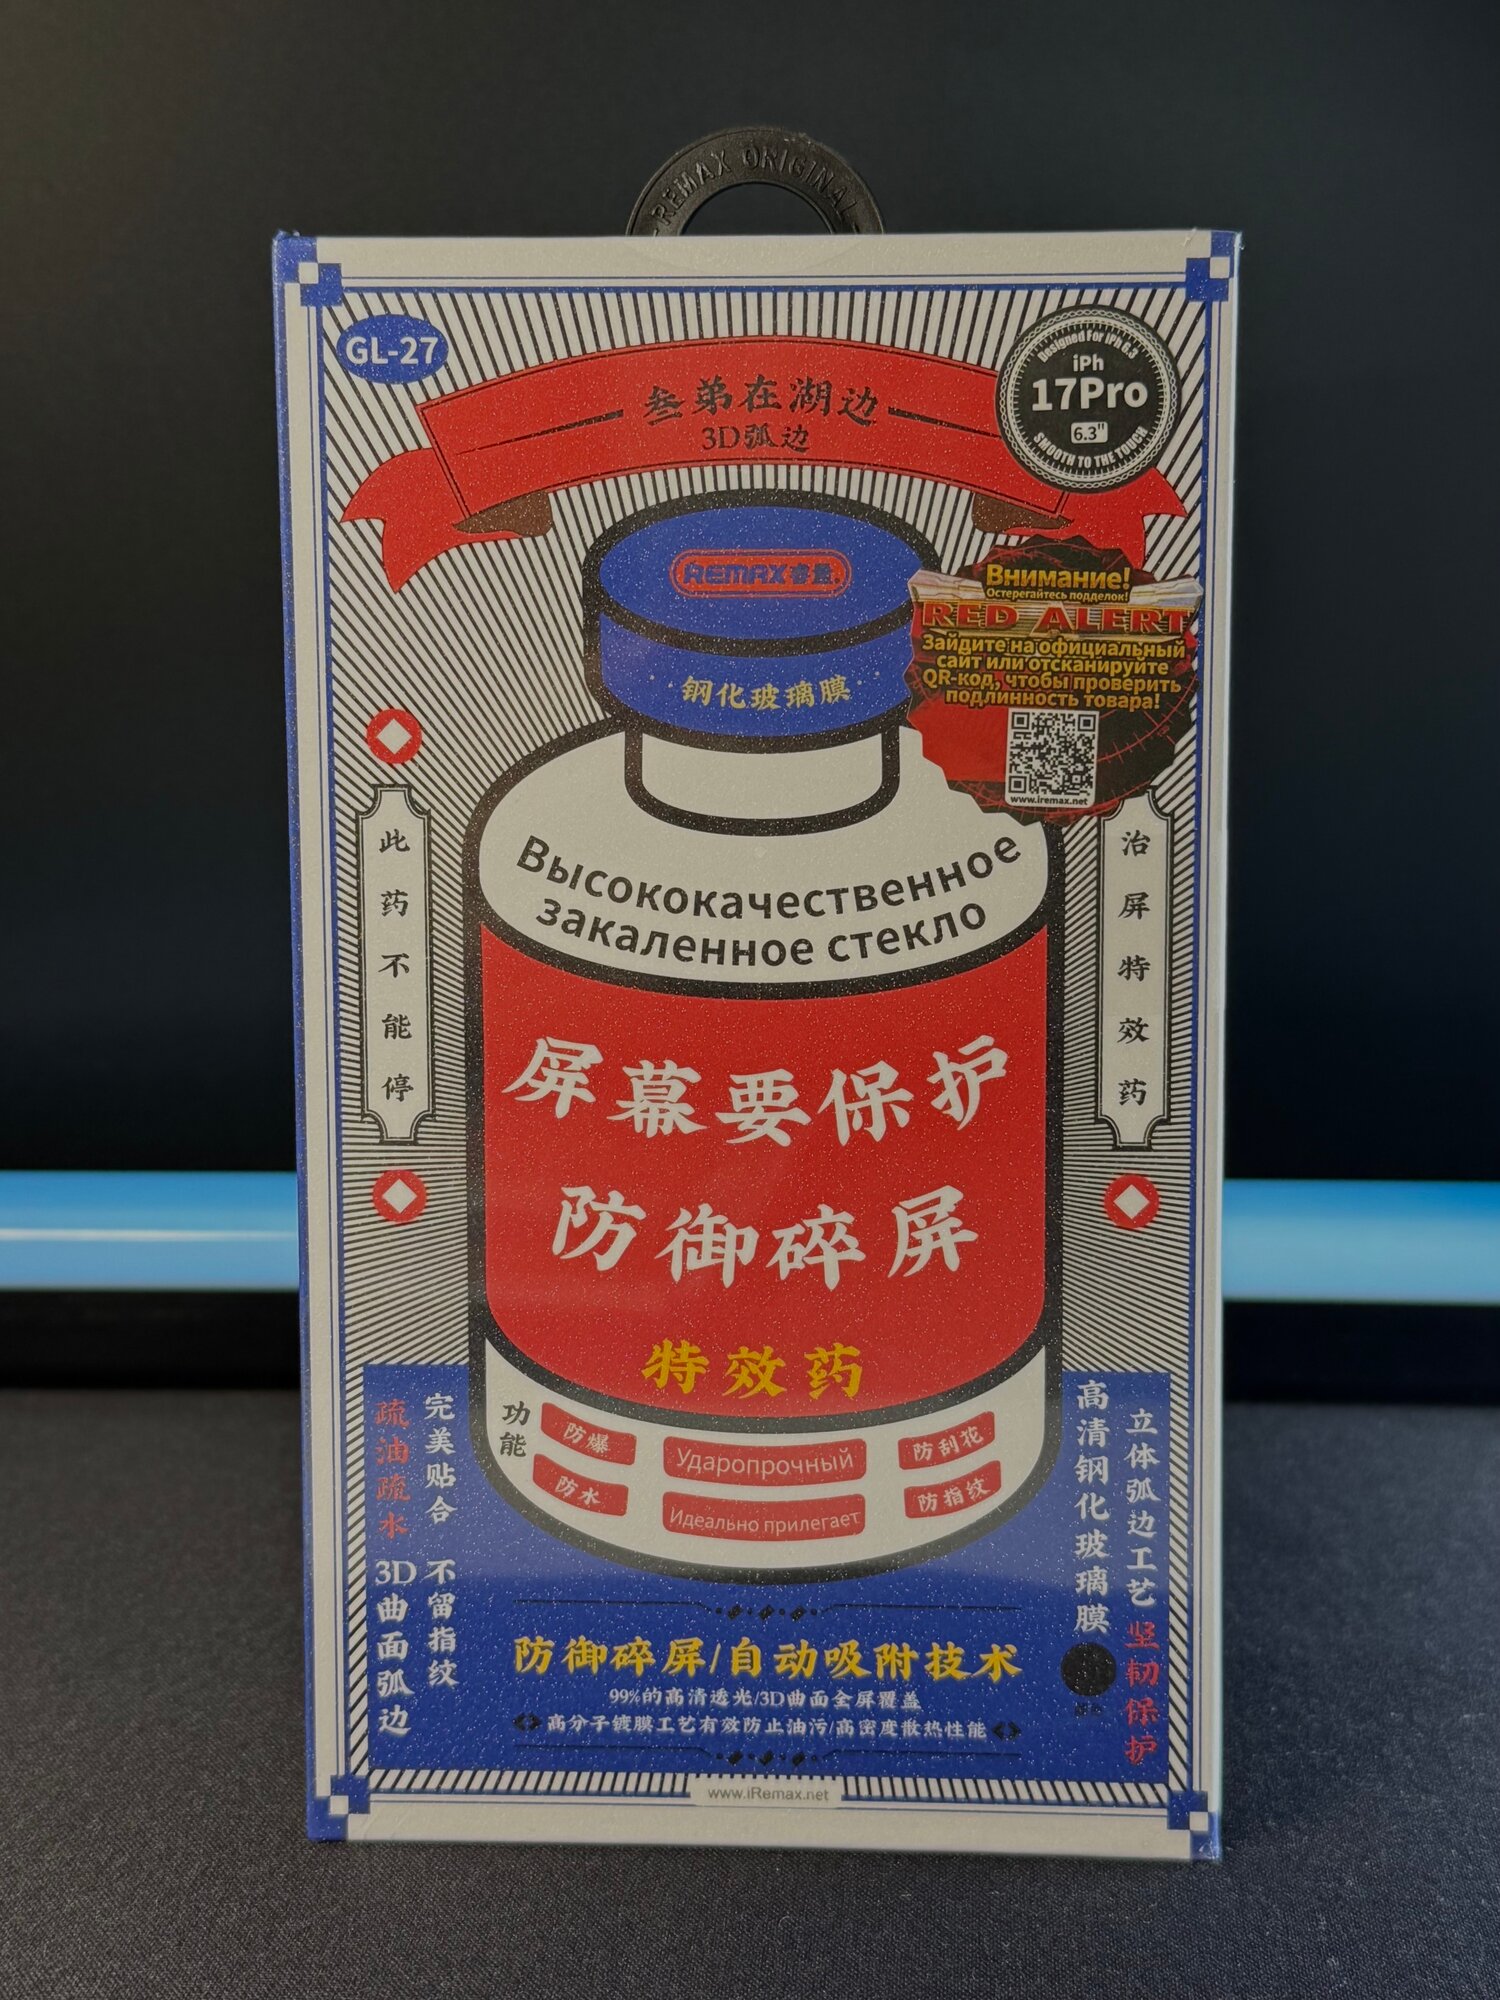 REMAX ORIGINAL
GL-27
叁弟在湖边
3D弧边
Designed For iPh 6.3
iPh
17Pro
6.3"
SMOOTH TO THE TOUCH
REMAX
钢化玻璃膜
Внимание!
Остерегайтесь подделок!
RED ALERT
Зайдите на официальный
сайт или отсканируйте
QR-код, чтобы проверить
подлинность товара!
www.iremax.net
此药不能停
治屏特效药
Высококачественное
закаленное стекло
屏幕要保护
防御碎屏
特效药
功能
防爆
Ударопрочный
防刮花
防水
Идеально прилегает
防指纹
完美贴合 不留指纹
疏油疏水 3D曲面弧边
高清钢化玻璃膜
立体弧边工艺 坚韧保护
防御碎屏/自动吸附技术
99%的高清透光/3D曲面全屏覆盖
高分子镀膜工艺有效防止油污/高密度散热性能
www.iRemax.net